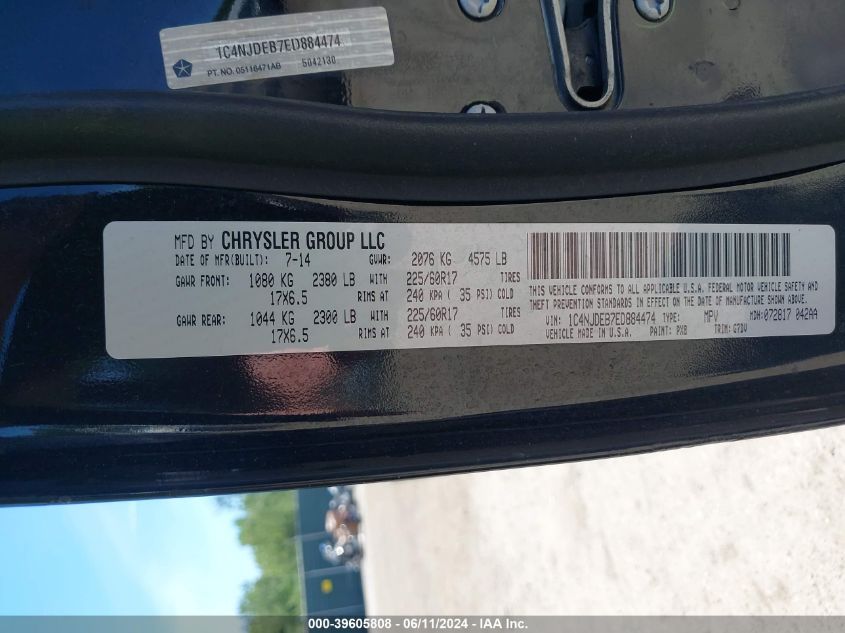 1C4NJDEB7ED884474
PT. NO. 05116471AB 5042130
MFD BY CHRYSLER GROUP LLC
DATE OF MFR(BUILT): 7-14 GVWR: 2076 KG 4575 LB
GAWR FRONT: 1080 KG 2380 LB WITH 225/60R17 TIRES
17X6.5 RIMS AT 240 KPA ( 35 PSI) COLD
GAWR REAR: 1044 KG 2300 LB WITH 225/60R17 TIRES
17X6.5 RIMS AT 240 KPA ( 35 PSI) COLD
THIS VEHICLE CONFORMS TO ALL APPLICABLE U.S.A. FEDERAL MOTOR VEHICLE SAFETY AND
THEFT PREVENTION STANDARDS IN EFFECT ON THE DATE OF MANUFACTURE SHOWN ABOVE.
VIN: 1C4NJDEB7ED884474 TYPE: MPV MDH:072817 042AA
VEHICLE MADE IN U.S.A. PAINT: PXB TRIM: G7DV
000-39605808 - 06/11/2024 - IAA Inc.